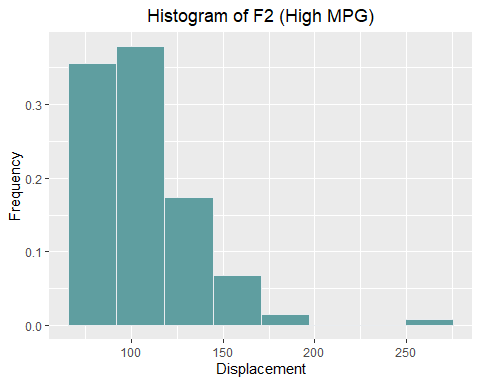 Histogram of F2 (High MPG)
Frequency
0.3
0.2
0.1
0.0
100 150 200 250
Displacement